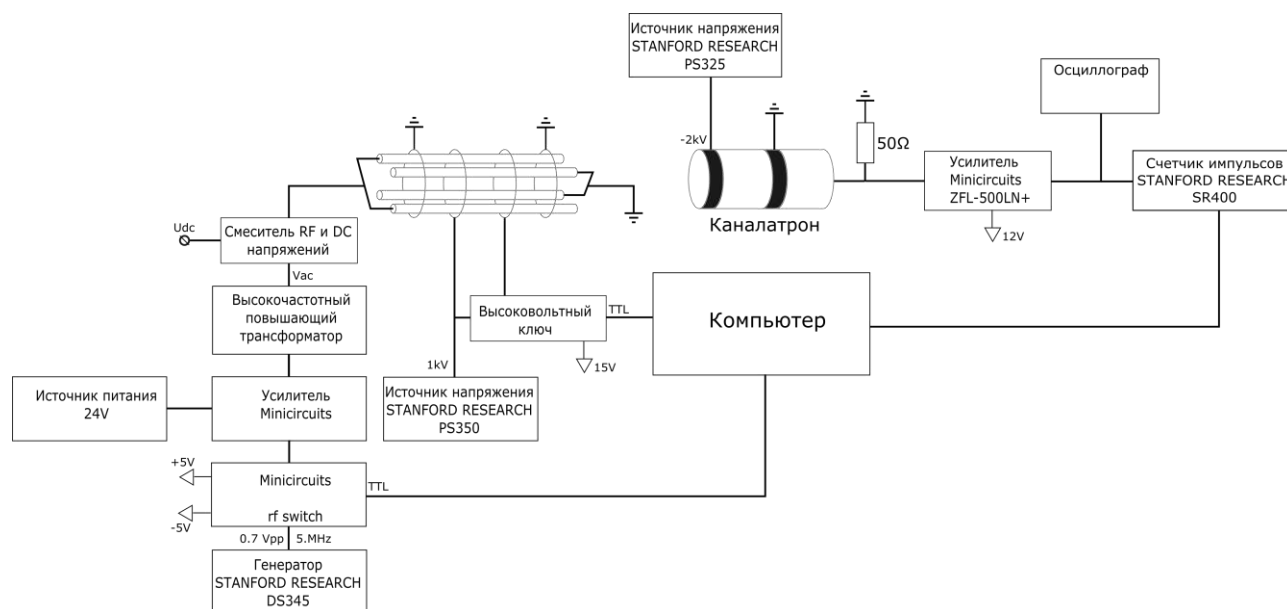 Источник напряжения
STANFORD RESEARCH
PS325
Осциллограф
-2kV
50Ω
Усилитель
Minicircuits
ZFL-500LN+
Счетчик импульсов
STANFORD RESEARCH
SR400
Каналатрон
12V
Udc
Смеситель RF и DC
напряжений
Vac
Высокочастотный
повышающий
трансформатор
Высоковольтный
ключ
TTL
15V
Компьютер
1kV
Источник питания
24V
Усилитель
Minicircuits
Источник напряжения
STANFORD RESEARCH
PS350
+5V
-5V
Minicircuits
rf switch
TTL
0.7 Vpp
5.MHz
Генератор
STANFORD RESEARCH
DS345